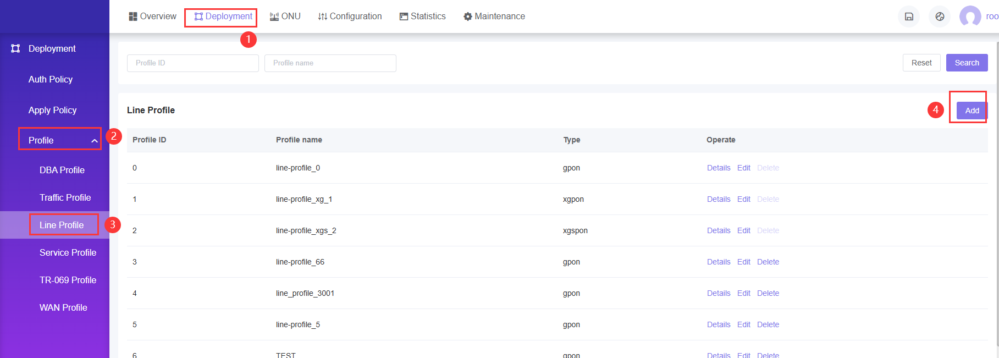 Overview Deployment ONU Configuration Statistics Maintenance roo
1
Deployment
Auth Policy
Apply Policy
Profile 2
DBA Profile
Traffic Profile
Line Profile 3
Service Profile
TR-069 Profile
WAN Profile
Profile ID Profile name Reset Search
Line Profile 4 Add
Profile ID Profile name Type Operate
0 line-profile_0 gpon Details Edit Delete
1 line-profile_xg_1 xgpon Details Edit Delete
2 line-profile_xgs_2 xgspon Details Edit Delete
3 line-profile_66 gpon Details Edit Delete
4 line_profile_3001 gpon Details Edit Delete
5 line-profile_5 gpon Details Edit Delete
6 TEST gpon Details Edit Delete